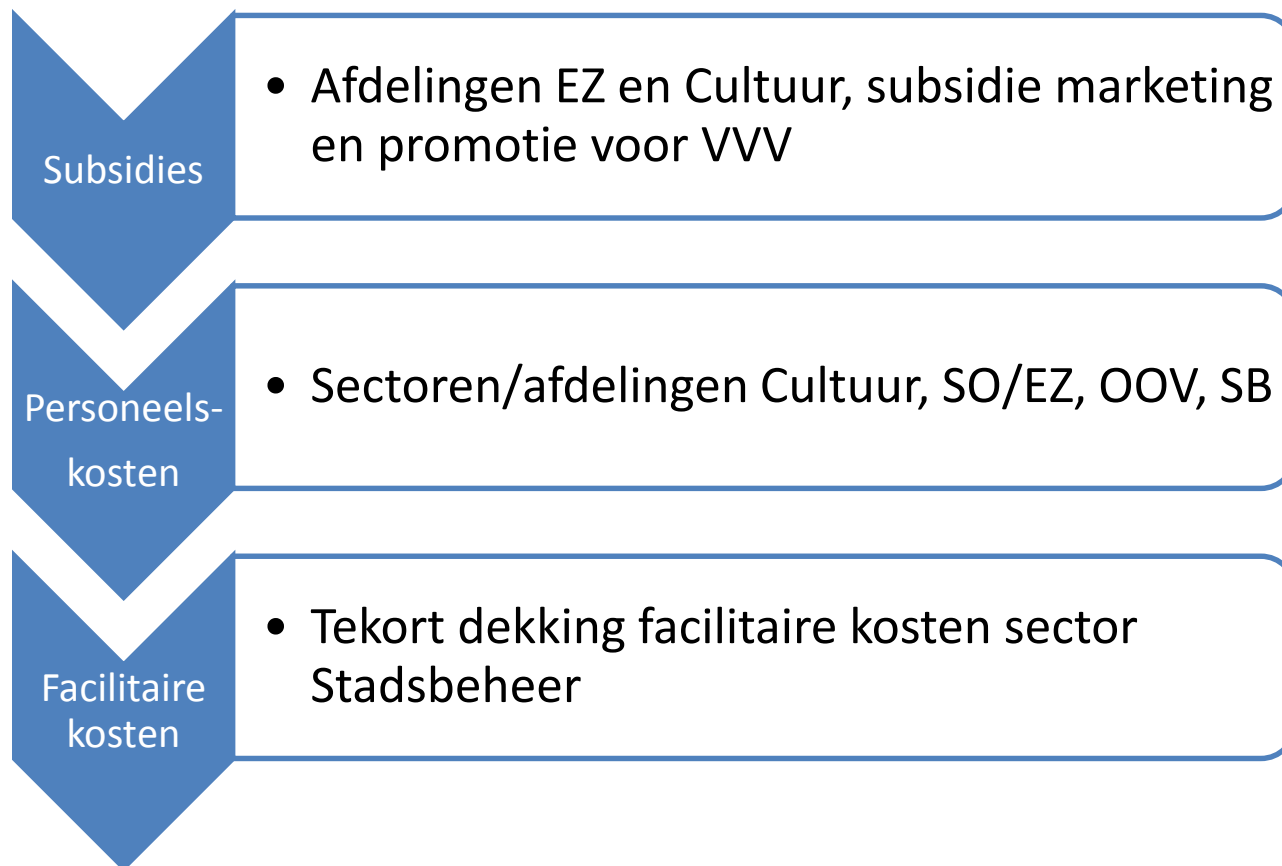 Subsidies
• Afdelingen EZ en Cultuur, subsidie marketing
en promotie voor VVV
Personeels-
kosten
• Sectoren/afdelingen Cultuur, SO/EZ, OOV, SB
Facilitaire
kosten
• Tekort dekking facilitaire kosten sector
Stadsbeheer